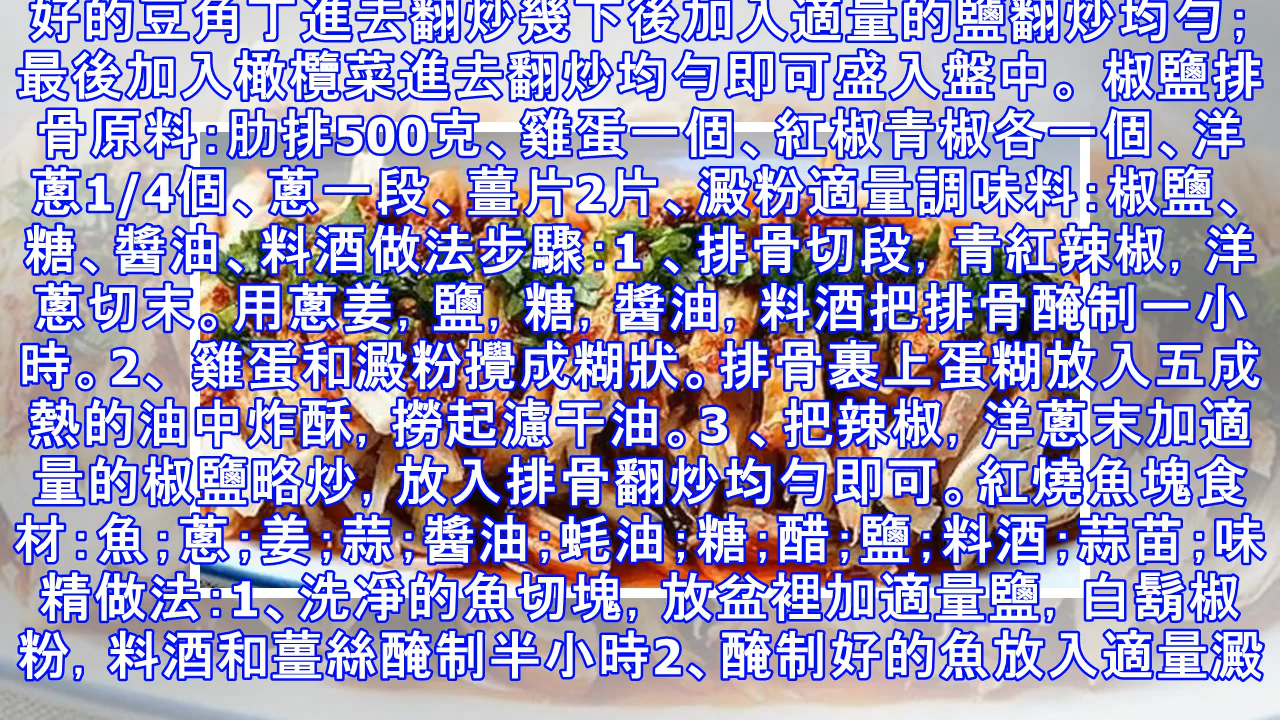 好的豆角丁進去翻炒幾下後加入適量的鹽翻炒均勻;
最後加入橄欖菜進去翻炒均勻即可盛入盤中。椒鹽排
骨原料:肋排500克、雞蛋一個、紅椒青椒各一個、洋
蔥1/4個、蔥一段、薑片2片、澱粉適量調味料:椒鹽、
糖、醬油、料酒做法步驟:1、排骨切段,青紅辣椒,洋
蔥切末。用蔥姜,鹽,糖,醬油,料酒把排骨醃制一小
時。2、雞蛋和澱粉攪成糊狀。排骨裹上蛋糊放入五成
熱的油中炸酥,撈起濾干油。3、把辣椒,洋蔥末加適
量的椒鹽略炒,放入排骨翻炒均勻即可。紅燒魚塊食
材:魚;蔥;姜;蒜;醬油;蚝油;糖;醋;鹽;料酒;蒜苗;味
精做法:1、洗淨的魚切塊,放盆裡加適量鹽,白鬍椒
粉,料酒和薑絲醃制半小時2、醃制好的魚放入適量澱